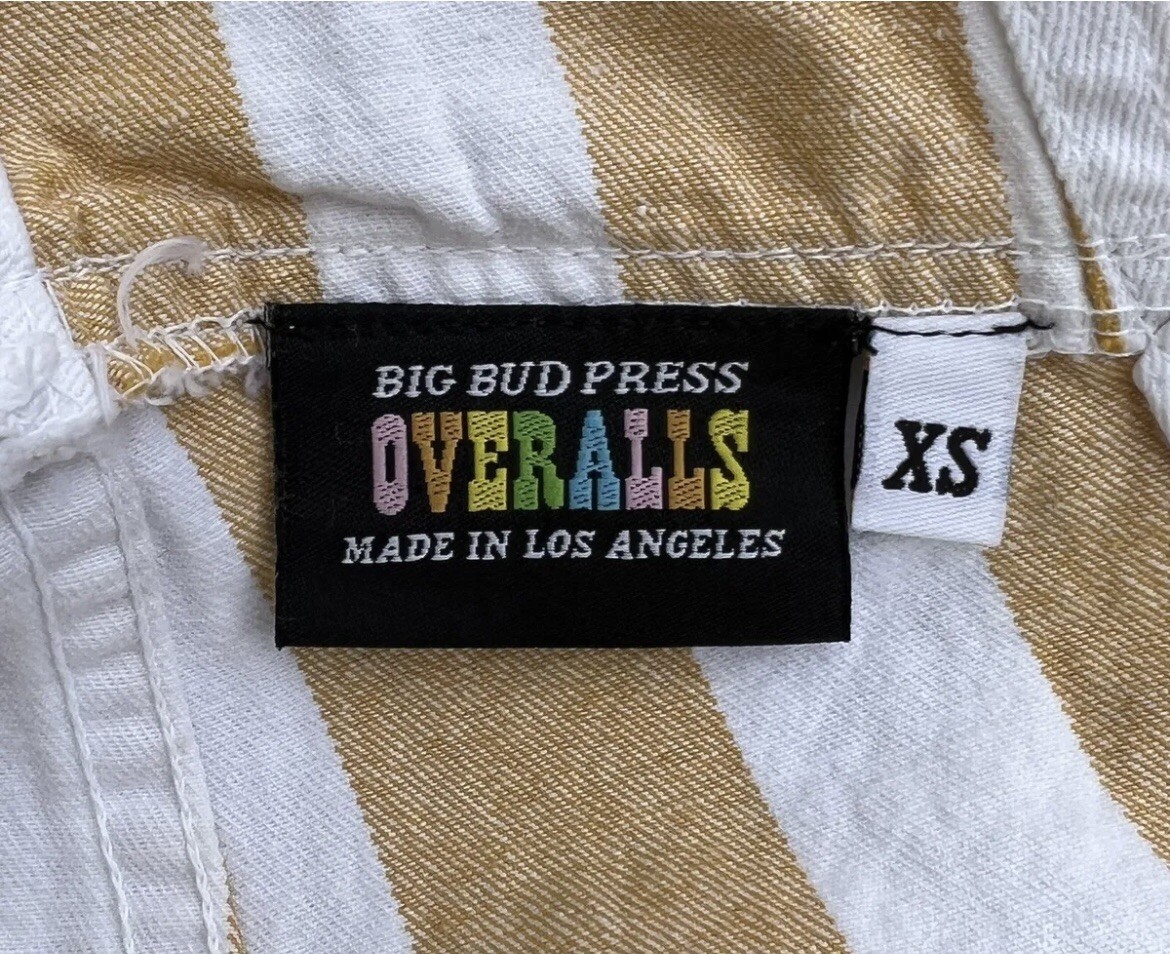 BIG BUD PRESS
OVERALLS
MADE IN LOS ANGELES
XS